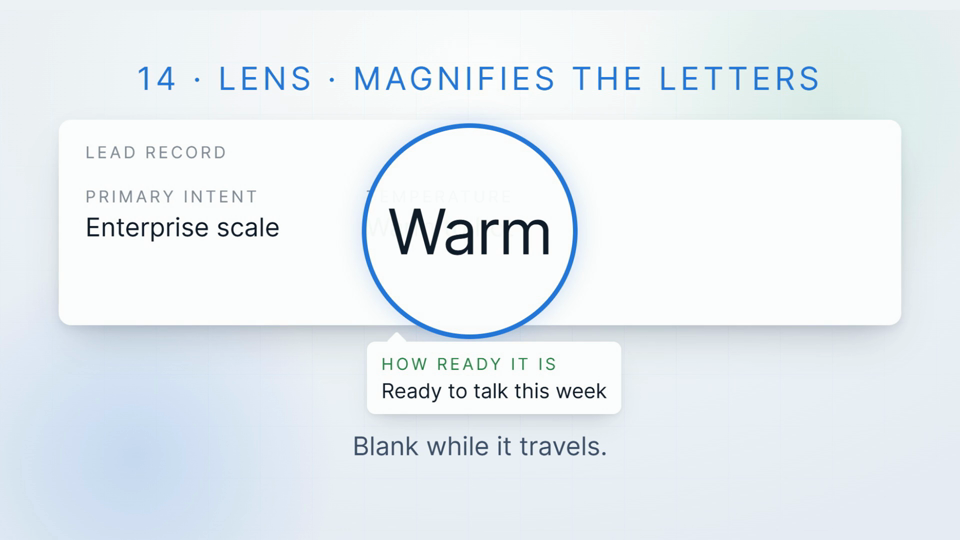 14 · LENS · MAGNIFIES THE LETTERS
LEAD RECORD
PRIMARY INTENT
TEMPERATURE
Enterprise scale
Warm
HOW READY IT IS
Ready to talk this week
Blank while it travels.